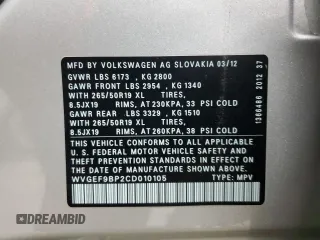 MFD BY VOLKSWAGEN AG SLOVAKIA 03/12
GVWR LBS 6173 , KG 2800
GAWR FRONT LBS 2954 , KG 1340
WITH 265/50R19 XL TIRES,
8.5JX19 RIMS, AT 230KPA, 33 PSI COLD
GAWR REAR LBS 3329 , KG 1510
WITH 265/50R19 XL TIRES,
8.5JX19 RIMS, AT 260KPA, 38 PSI COLD
THIS VEHICLE CONFORMS TO ALL APPLICABLE
U.S. FEDERAL MOTOR VEHICLE SAFETY AND
THEFT PREVENTION STANDARDS IN EFFECT ON
THE DATE OF MANUFACTURE SHOWN ABOVE.
WVGEF9BP2CD010105 TYPE: MPV
1366486 2012 37
AUTOBIDMASTER